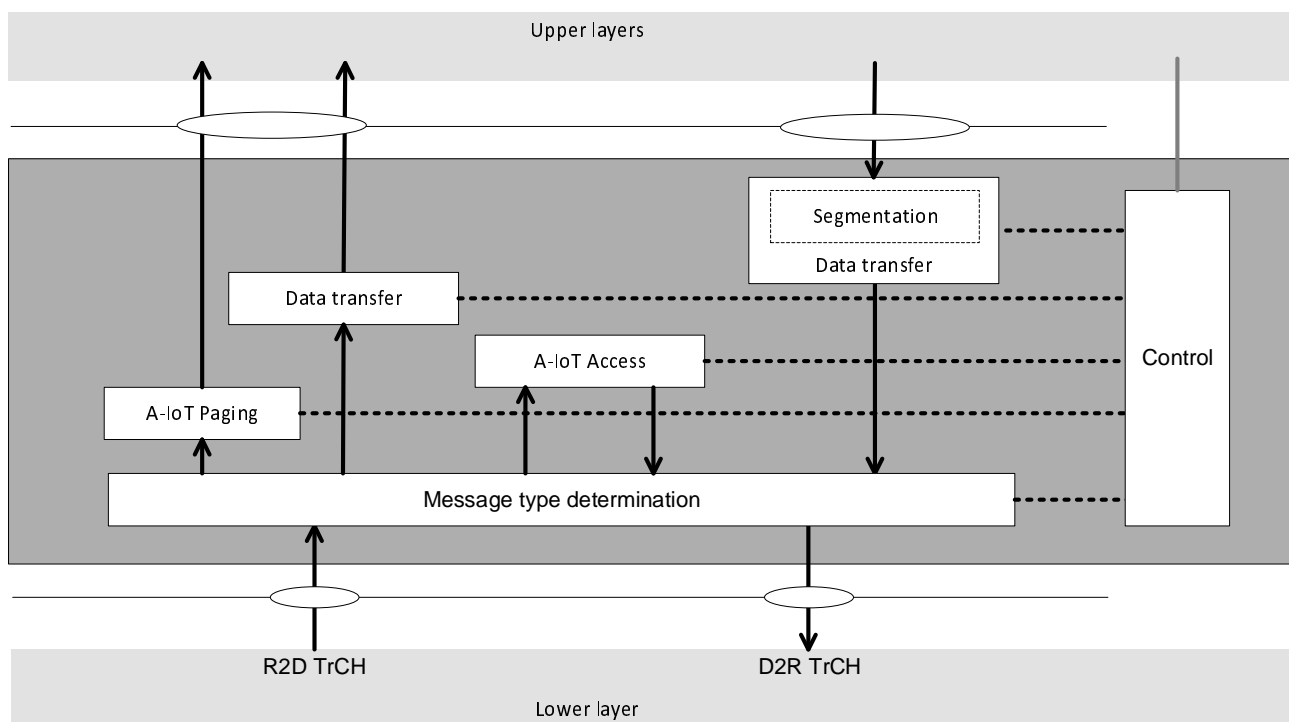 Upper layers
Segmentation
Data transfer
Data transfer
A-IoT Access
Control
A-IoT Paging
Message type determination
R2D TrCH
D2R TrCH
Lower layer